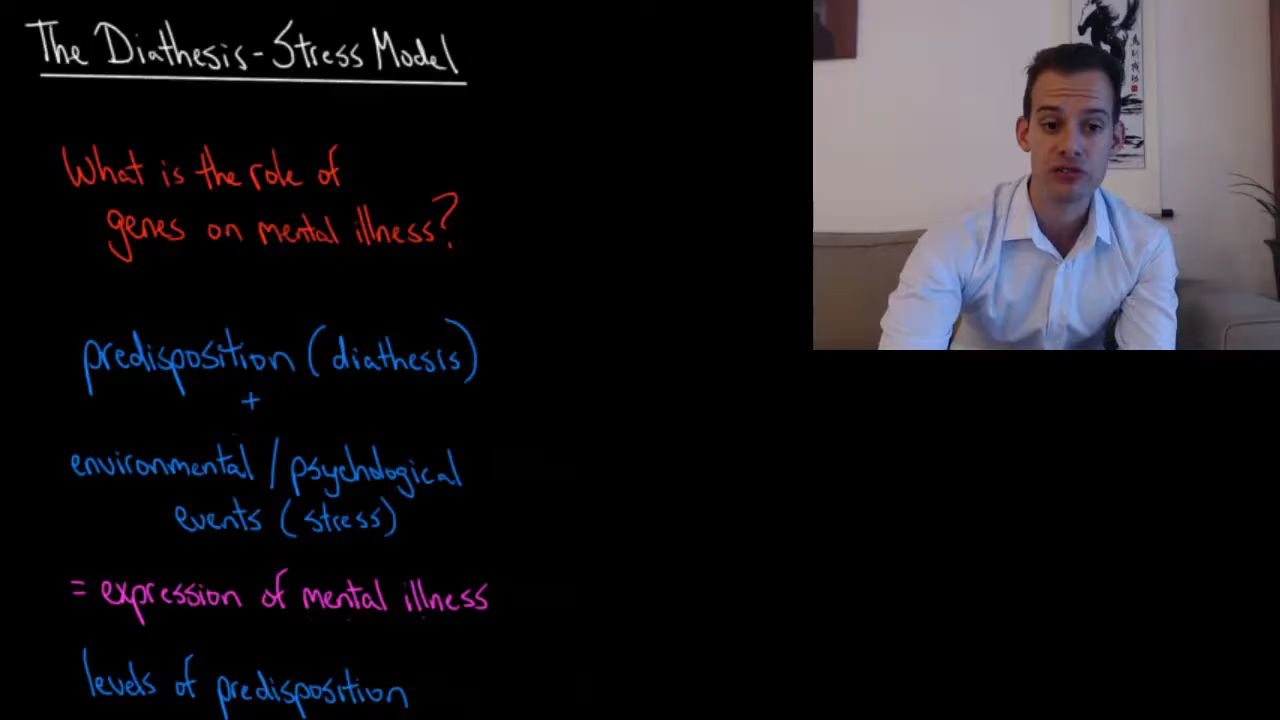 The Diathesis-Stress Model
What is the role of
genes on mental illness?
predisposition (diathesis)
+
environmental / psychological
events (stress)
= expression of mental illness
levels of predisposition